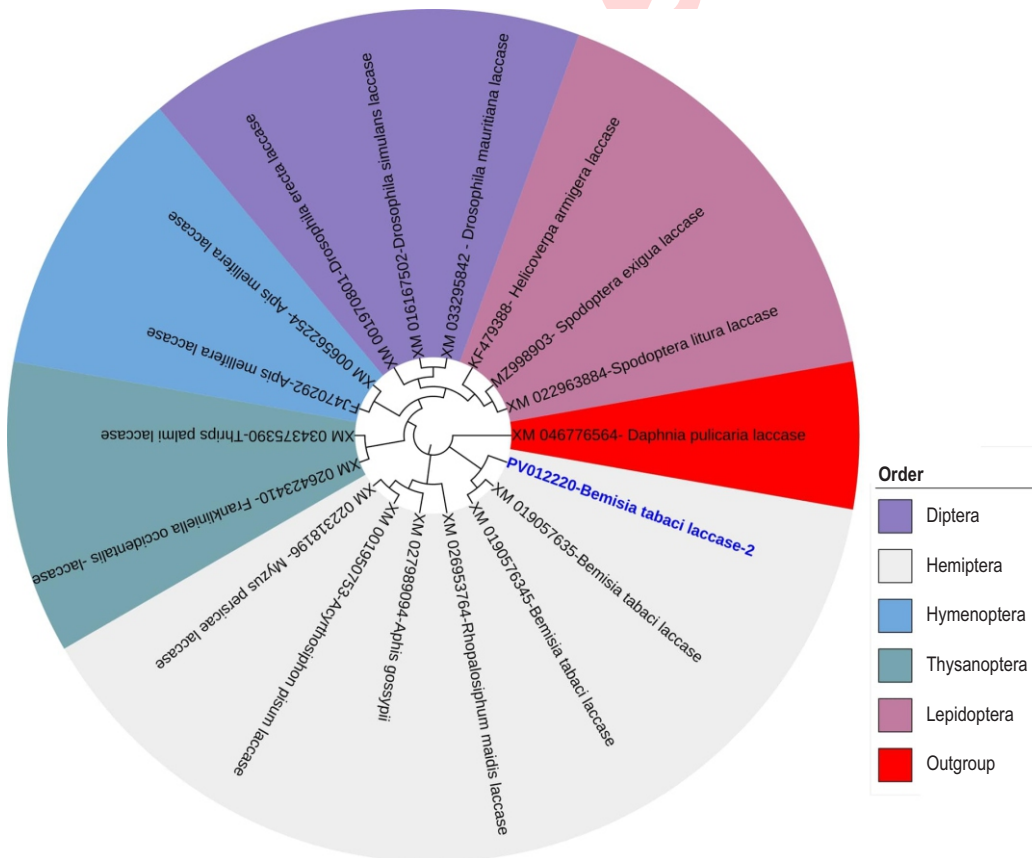 XM 001970801-Drosophila erecta laccase
XM 016167502-Drosophila simulans laccase
XM 033295842 - Drosophila mauritiana laccase
KF479388- Helicoverpa armigera laccase
MZ998903- Spodoptera exigua laccase
XM 022963884-Spodoptera litura laccase
XM 046776564- Daphnia pulicaria laccase
PV012220-Bemisia tabaci laccase-2
XM 019057635-Bemisia tabaci laccase
XM 0190576345-Bemisia tabaci laccase
XM 026953764-Rhopalosiphum maidis laccase
XM 027989094-Aphis gossypii
XM 001950753-Acyrthosiphon pisum laccase
XM 022318196- Myzus persicae laccase
XM 026423410- Frankliniella occidentalis -laccase
XM 034375390-Thrips palmi laccase
FJ470292-Apis mellifera laccase
XM 006562254- Apis mellifera laccase
Order
Diptera
Hemiptera
Hymenoptera
Thysanoptera
Lepidoptera
Outgroup